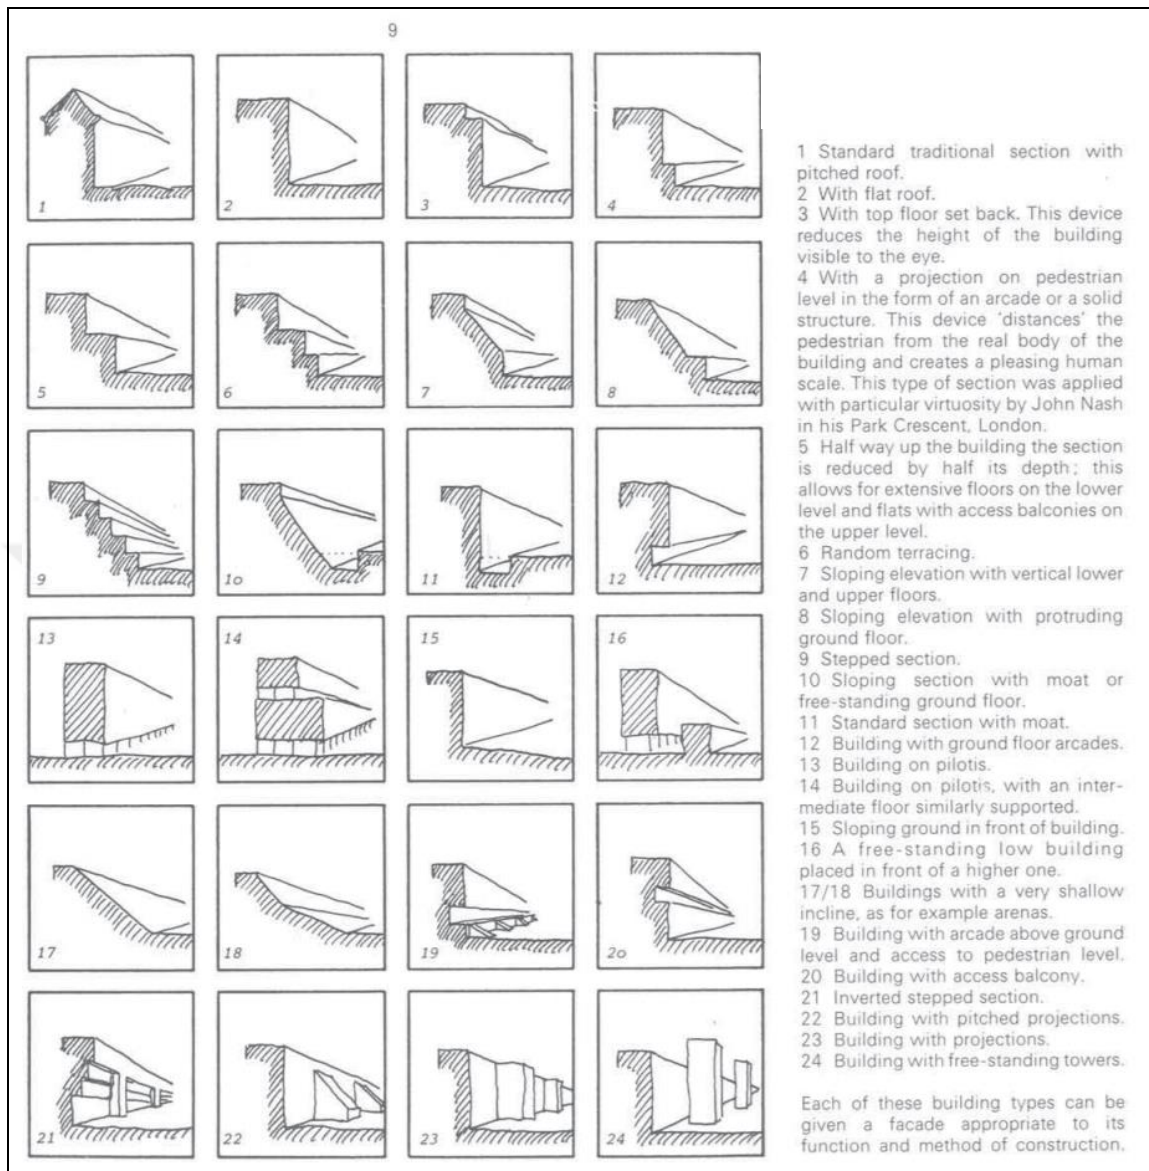 9
1
2
3
4
5
6
7
8
9
1o
11
12
13
14
15
16
17
18
19
2o
21
22
23
24
1 Standard traditional section with
pitched roof.
2 With flat roof.
3 With top floor set back. This device
reduces the height of the building
visible to the eye.
4 With a projection on pedestrian
level in the form of an arcade or a solid
structure. This device 'distances' the
pedestrian from the real body of the
building and creates a pleasing human
scale. This type of section was applied
with particular virtuosity by John Nash
in his Park Crescent, London.
5 Half way up the building the section
is reduced by half its depth; this
allows for extensive floors on the lower
level and flats with access balconies on
the upper level.
6 Random terracing.
7 Sloping elevation with vertical lower
and upper floors.
8 Sloping elevation with protruding
ground floor.
9 Stepped section.
10 Sloping section with moat or
free-standing ground floor.
11 Standard section with moat.
12 Building with ground floor arcades.
13 Building on pilotis.
14 Building on pilotis, with an inter-
mediate floor similarly supported.
15 Sloping ground in front of building.
16 A free-standing low building
placed in front of a higher one.
17/18 Buildings with a very shallow
incline, as for example arenas.
19 Building with arcade above ground
level and access to pedestrian level.
20 Building with access balcony.
21 Inverted stepped section.
22 Building with pitched projections.
23 Building with projections.
24 Building with free-standing towers.
Each of these building types can be
given a facade appropriate to its
function and method of construction.